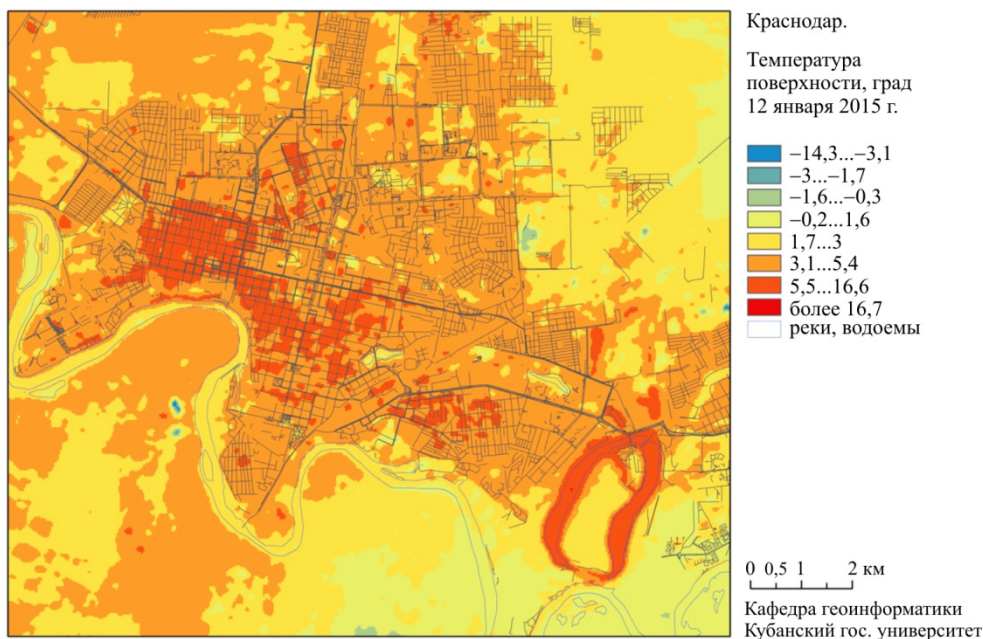 Краснодар.
Температура
поверхности, град
12 января 2015 г.
–14,3...–3,1
–3...–1,7
–1,6...–0,3
–0,2...1,6
1,7...3
3,1...5,4
5,5...16,6
более 16,7
реки, водоемы
0 0,5 1 2 км
Кафедра геоинформатики
Кубанский гос. университет